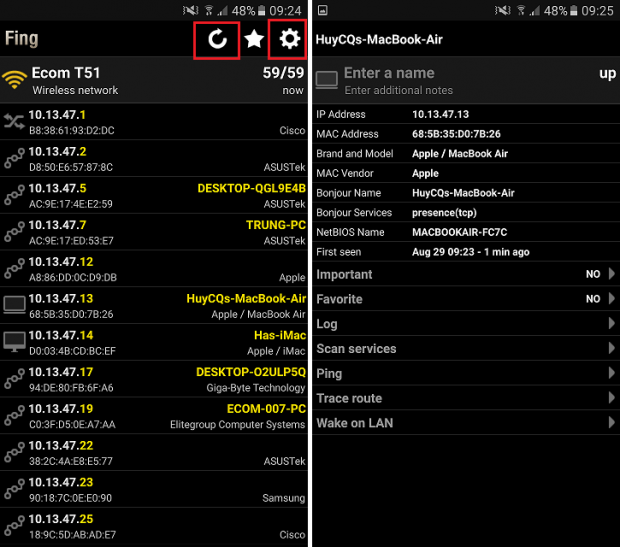 09:24
48%
Fing
Ecom T51 59/59
Wireless network now
10.13.47.1
B8:38:61:93:D2:DC Cisco
10.13.47.2
D8:50:E6:57:87:8C ASUSTek
10.13.47.5 DESKTOP-QGL9E4B
AC:9E:17:4E:E2:59 ASUSTek
10.13.47.7 TRUNG-PC
AC:9E:17:ED:53:E7 ASUSTek
10.13.47.12
A8:86:DD:0C:D9:DB Apple
10.13.47.13 HuyCQs-MacBook-Air
68:5B:35:D0:7B:26 Apple / MacBook Air
10.13.47.14 Has-iMac
D0:03:4B:CD:BC:EF Apple / iMac
10.13.47.17 DESKTOP-O2ULP5Q
94:DE:80:FB:6F:A6 Giga-Byte Technology
10.13.47.19 ECOM-007-PC
C0:3F:D5:0E:A7:AA Elitegroup Computer Systems
10.13.47.22
38:2C:4A:E8:E5:77 ASUSTek
10.13.47.23
90:18:7C:0E:E0:90 Samsung
10.13.47.25
18:9C:5D:AB:AD:E7 Cisco
48% 09:25
HuyCQs-MacBook-Air
Enter a name up
Enter additional notes
IP Address 10.13.47.13
MAC Address 68:5B:35:D0:7B:26
Brand and Model Apple / MacBook Air
MAC Vendor Apple
Bonjour Name HuyCQs-MacBook-Air
Bonjour Services presence(tcp)
NetBIOS Name MACBOOKAIR-FC7C
First seen Aug 29 09:23 - 1 min ago
Important NO
Favorite NO
Log
Scan services
Ping
Trace route
Wake on LAN